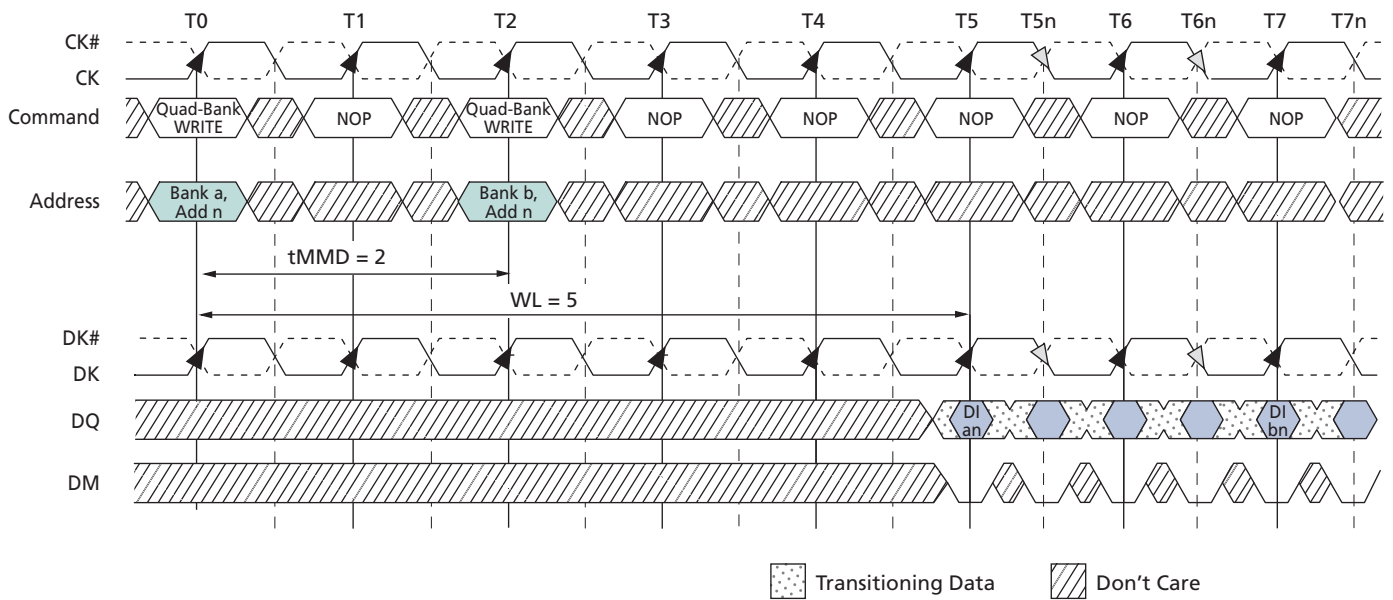 T0 T1 T2 T3 T4 T5 T5n T6 T6n T7 T7n
CK#
CK
Command
Quad-Bank
WRITE
NOP
Quad-Bank
WRITE
NOP
NOP
NOP
NOP
NOP
Address
Bank a,
Add n
Bank b,
Add n
tMMD = 2
WL = 5
DK#
DK
DQ
DI
an
DI
bn
DM
Transitioning Data
Don't Care